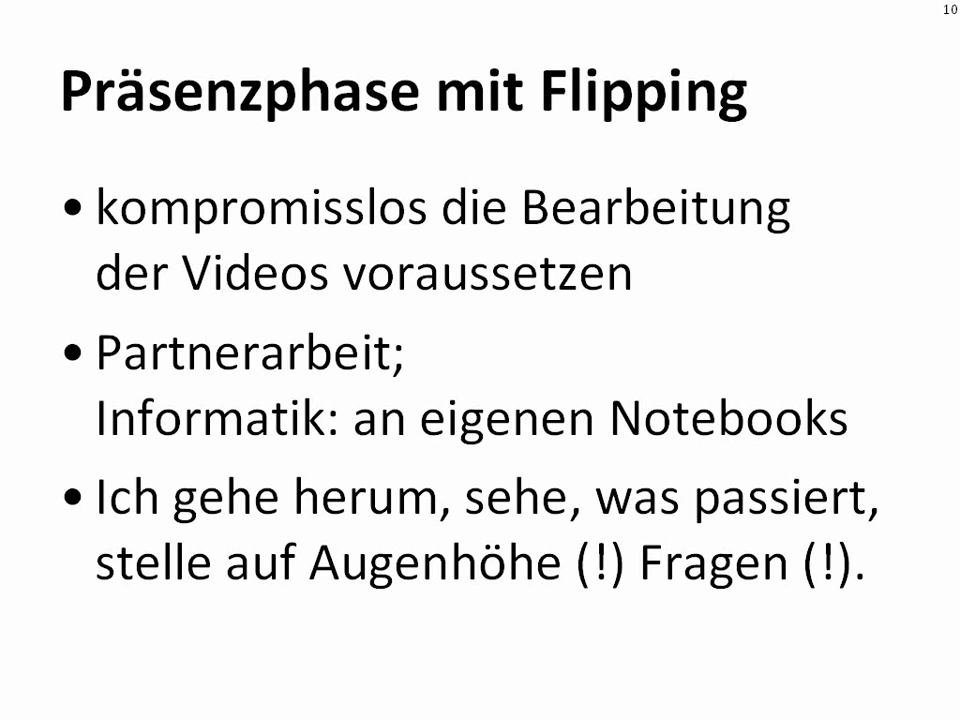 10
Präsenzphase mit Flipping
• kompromisslos die Bearbeitung
der Videos voraussetzen
• Partnerarbeit;
Informatik: an eigenen Notebooks
• Ich gehe herum, sehe, was passiert,
stelle auf Augenhöhe (!) Fragen (!).